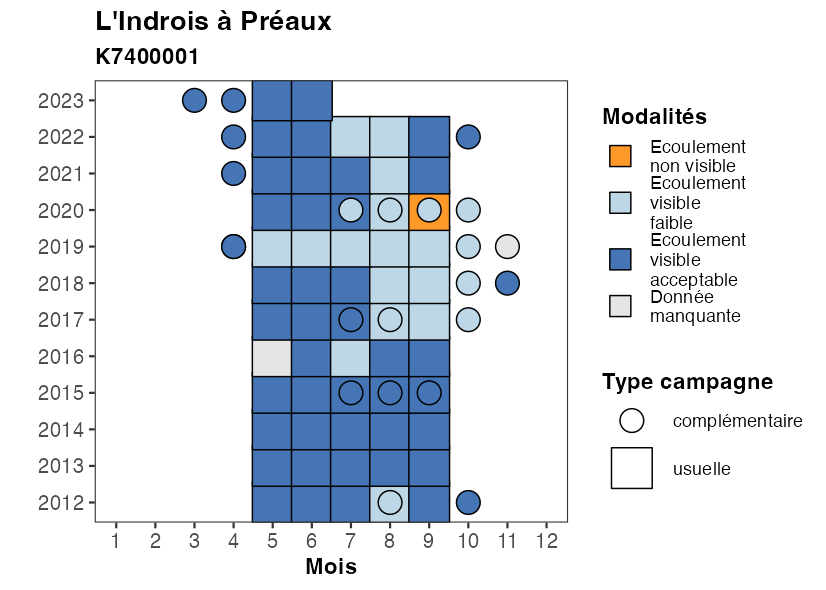 L'Indrois à Préaux
K7400001
2023
2022
2021
2020
2019
2018
2017
2016
2015
2014
2013
2012
1 2 3 4 5 6 7 8 9 10 11 12
Mois
Modalités
Ecoulement
non visible
Ecoulement
visible
faible
Ecoulement
visible
acceptable
Donnée
manquante
Type campagne
complémentaire
usuelle